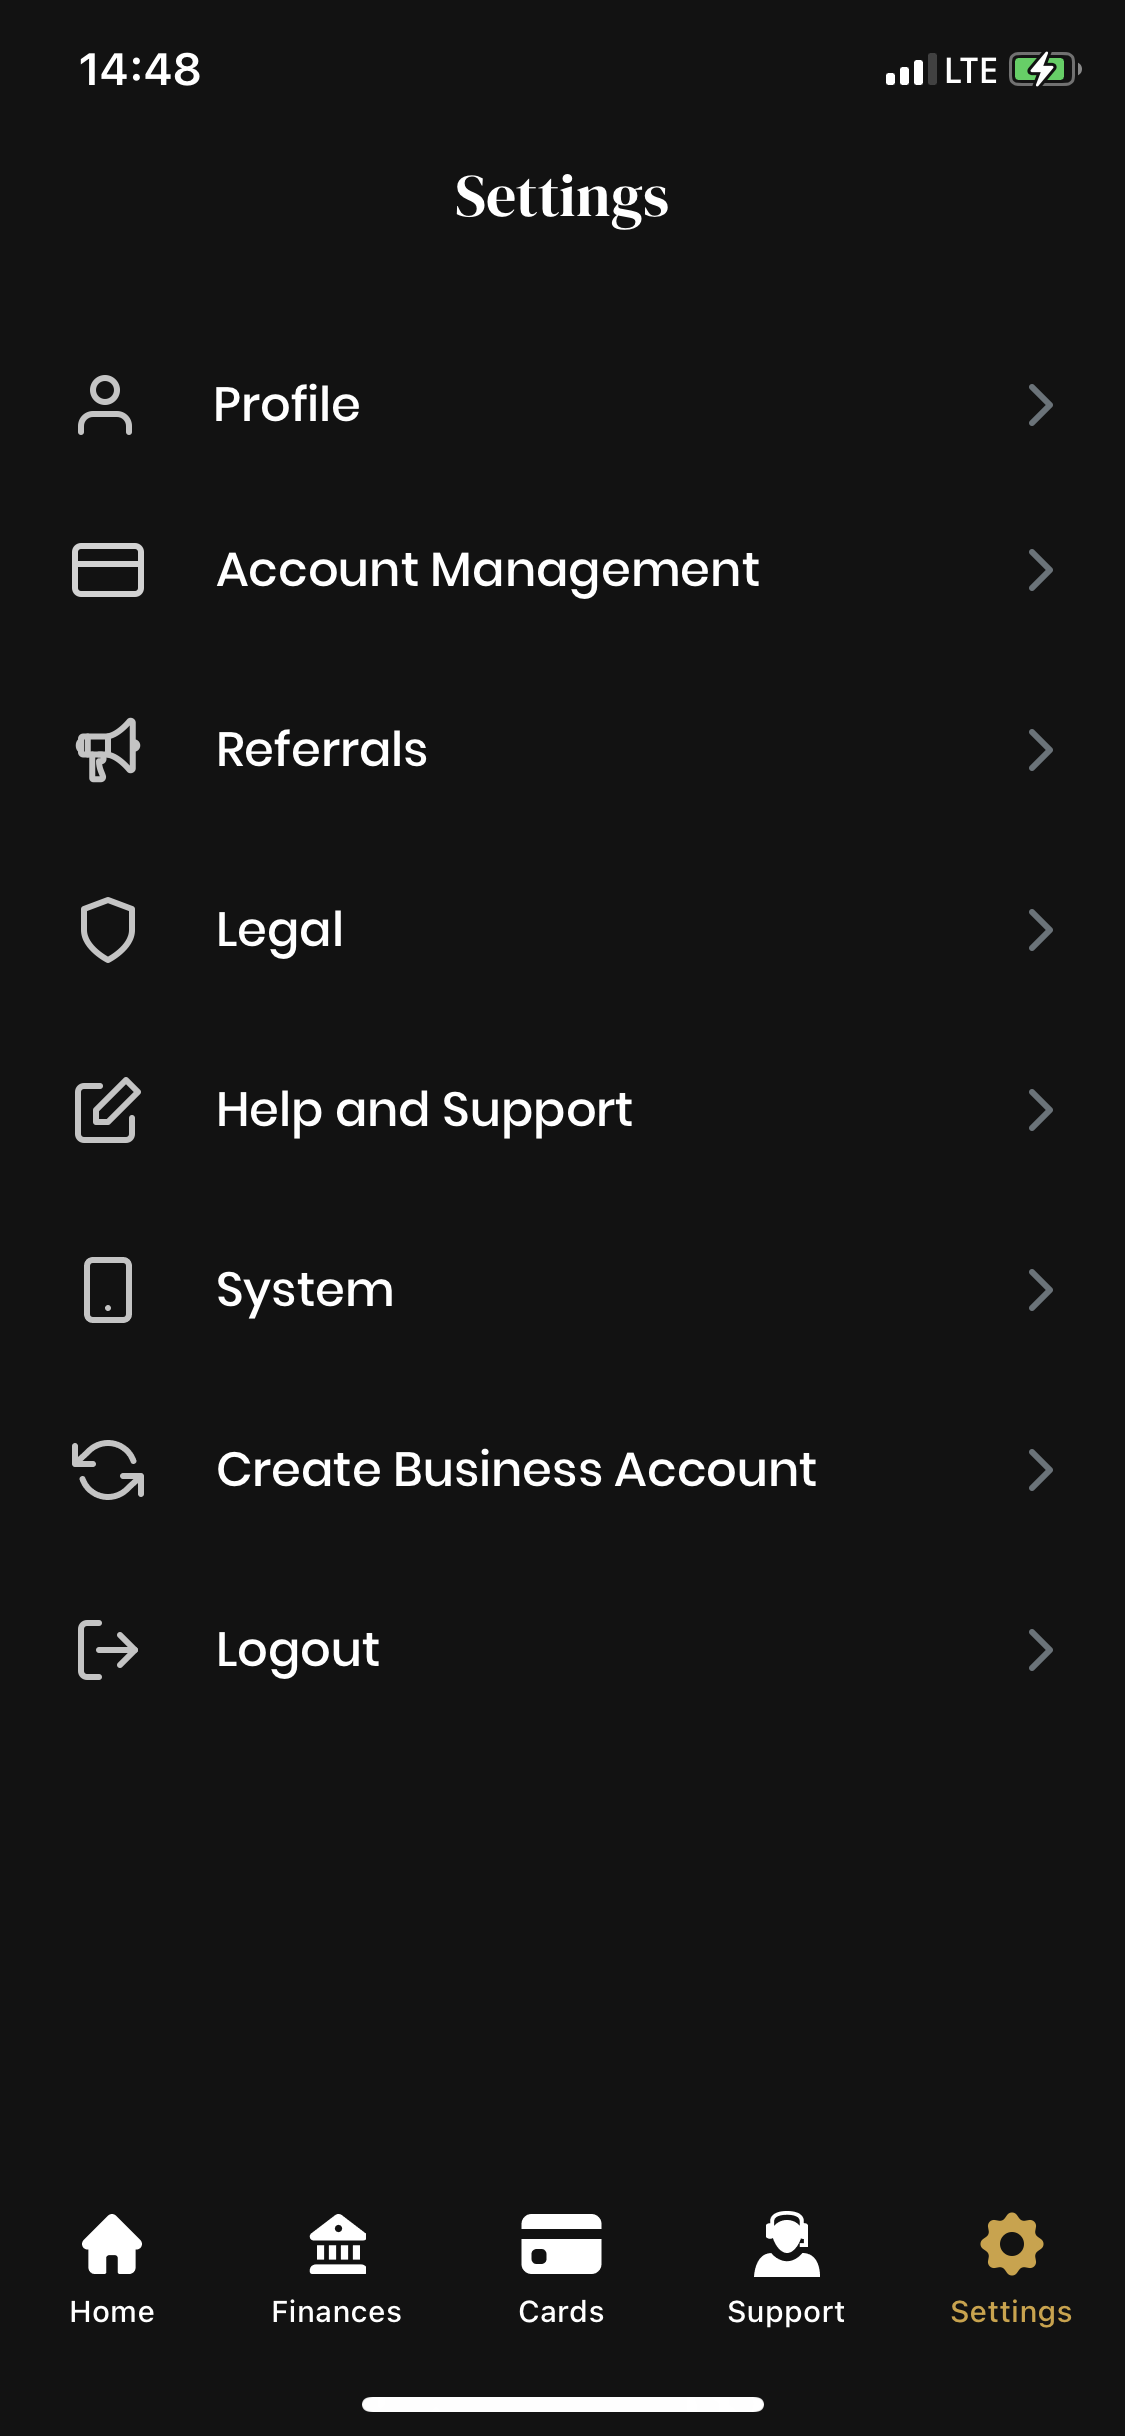 14:48 LTE
Settings
Profile
Account Management
Referrals
Legal
Help and Support
System
Create Business Account
Logout
Home Finances Cards Support Settings